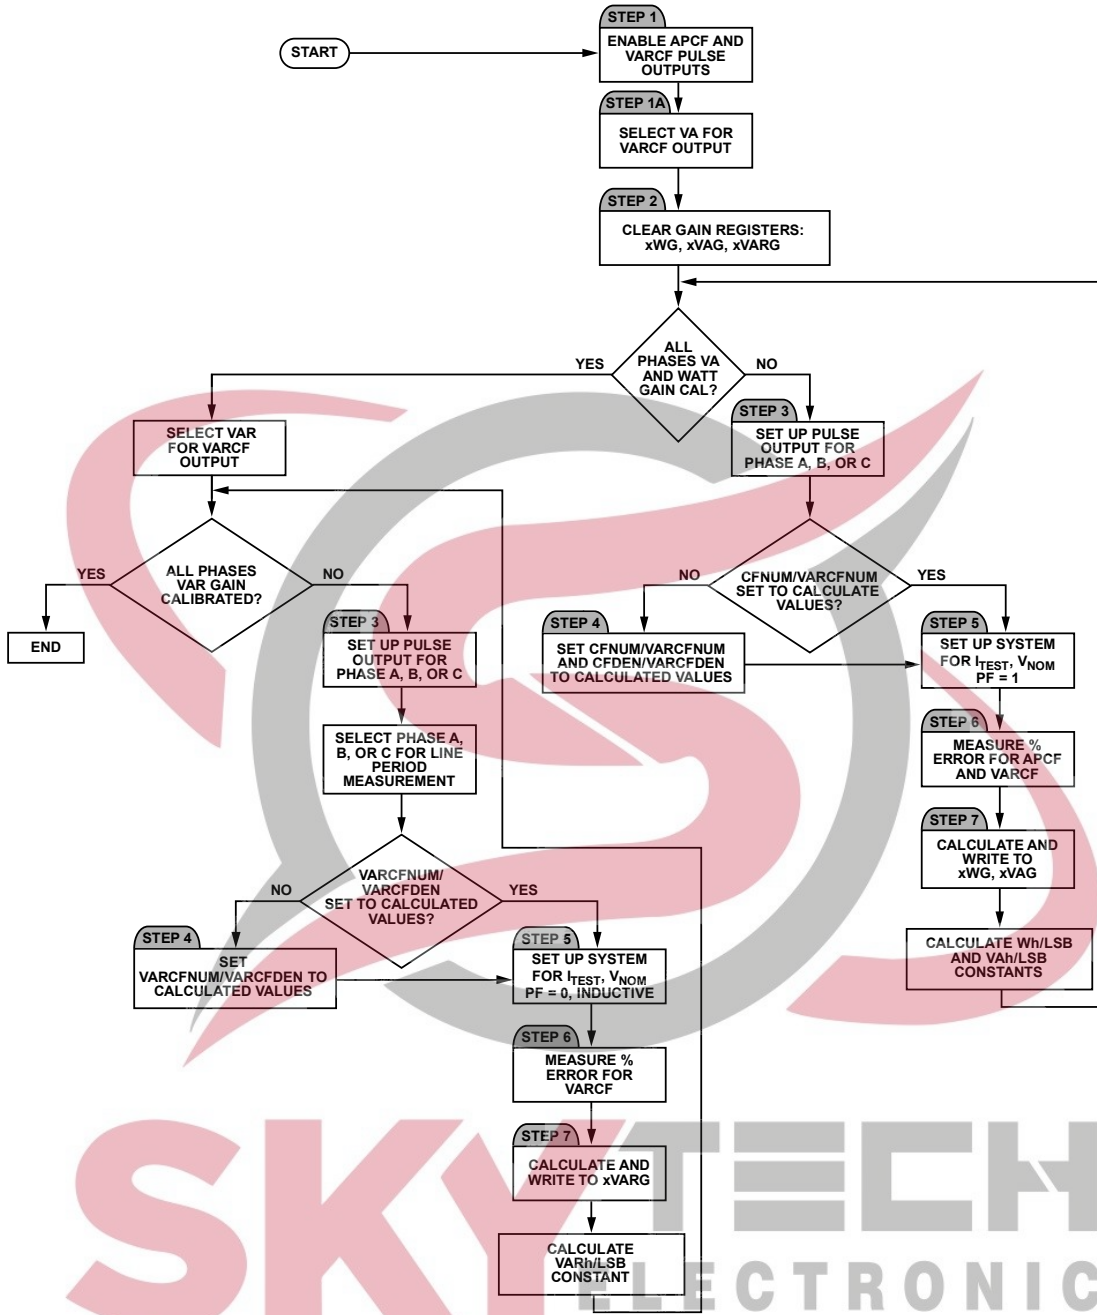 START
STEP 1
ENABLE APCF AND
VARCF PULSE
OUTPUTS
STEP 1A
SELECT VA FOR
VARCF OUTPUT
STEP 2
CLEAR GAIN REGISTERS:
xWG, xVAG, xVARG
ALL
PHASES VA
AND WATT
GAIN CAL?
YES
NO
STEP 3
SET UP PULSE
OUTPUT FOR
PHASE A, B, OR C
SELECT VAR
FOR VARCF
OUTPUT
ALL PHASES
VAR GAIN
CALIBRATED?
YES
NO
END
CFNUM/VARCFNUM
SET TO CALCULATE
VALUES?
NO
YES
STEP 4
SET CFNUM/VARCFNUM
AND CFDEN/VARCFDEN
TO CALCULATED VALUES
STEP 5
SET UP SYSTEM
FOR ITEST, VNOM
PF = 1
STEP 3
SET UP PULSE
OUTPUT FOR
PHASE A, B, OR C
SELECT PHASE A,
B, OR C FOR LINE
PERIOD
MEASUREMENT
STEP 6
MEASURE %
ERROR FOR APCF
AND VARCF
STEP 7
CALCULATE AND
WRITE TO
xWG, xVAG
CALCULATE Wh/LSB
AND VAh/LSB
CONSTANTS
VARCFNUM/
VARCFDEN
SET TO CALCULATED
VALUES?
NO
YES
STEP 4
SET
VARCFNUM/VARCFDEN TO
CALCULATED VALUES
STEP 5
SET UP SYSTEM
FOR ITEST, VNOM
PF = 0, INDUCTIVE
STEP 6
MEASURE %
ERROR FOR
VARCF
STEP 7
CALCULATE AND
WRITE TO xVARG
CALCULATE
VARh/LSB
CONSTANT
SKYTECH
ELECTRONIC